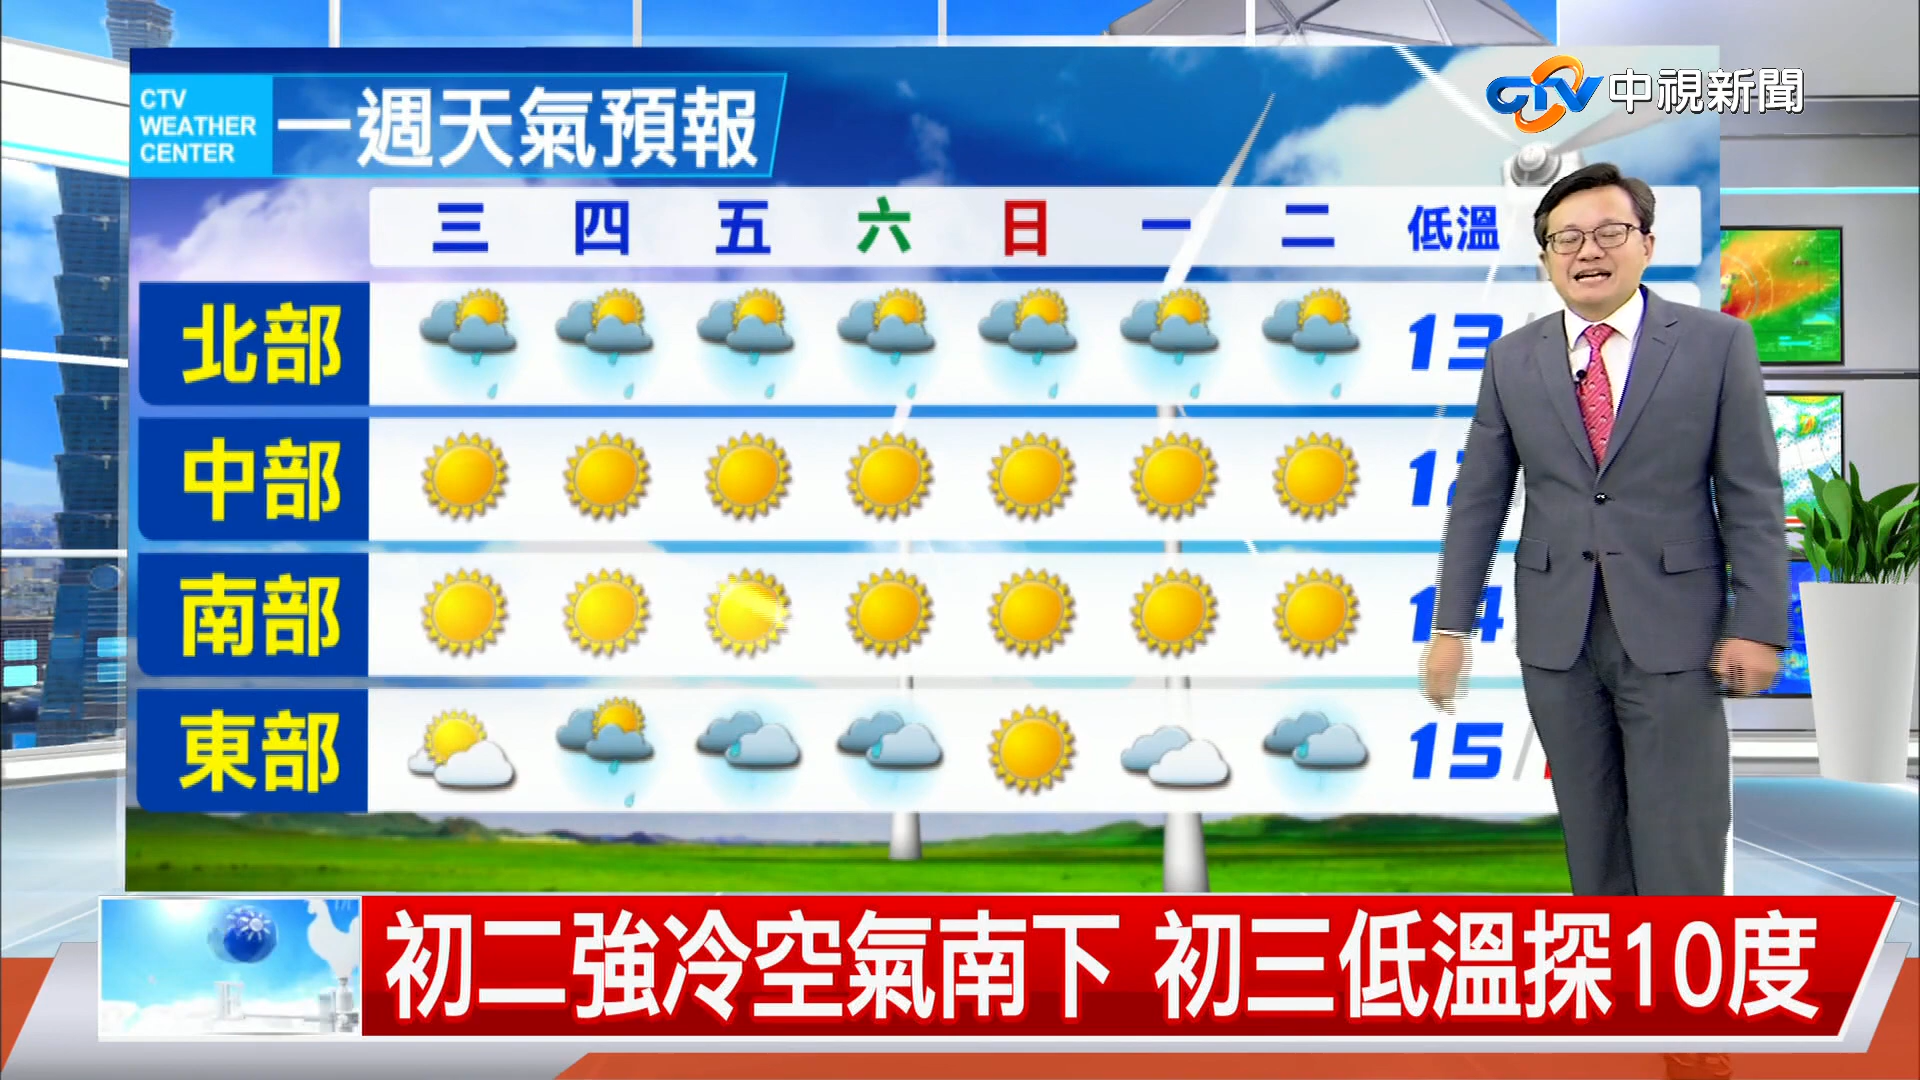 CTV 中視新聞
CTV
WEATHER
CENTER
一週天氣預報
三 四 五 六 日 一 二 低溫
北部 13
中部
南部 14
東部 15/
初二強冷空氣南下 初三低溫探10度